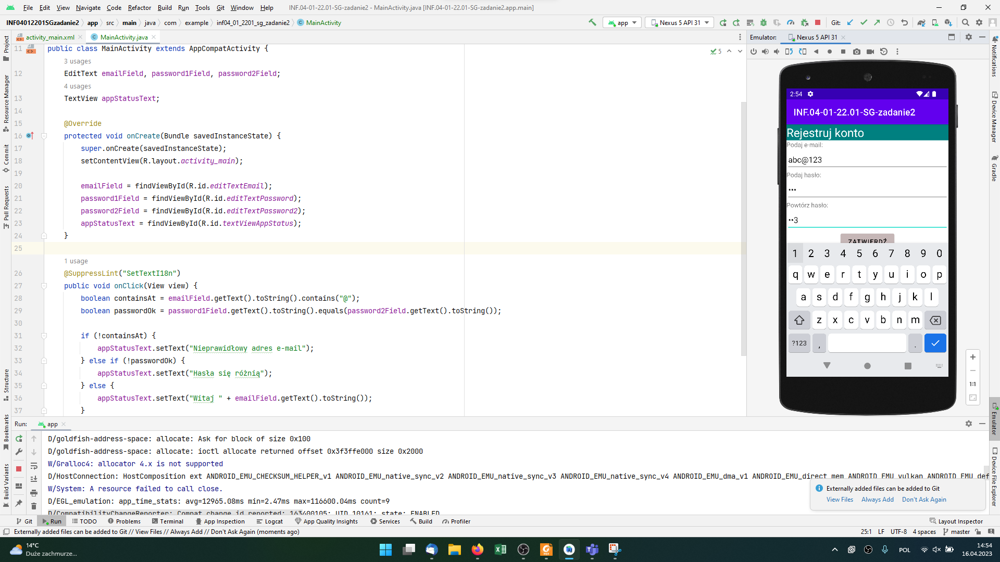 File Edit View Navigate Code Refactor Build Run Tools Git Window Help INF.04-01-22.01-SG-zadanie2 - MainActivity.java [INF.04-01-22.01-SG-zadanie2.app.main]
INF04012201SGzadanie2 app src main java com example inf04_01_2201_sg_zadanie2 MainActivity app Nexus 5 API 31 Git:
activity_main.xml MainActivity.java Emulator: Nexus 5 API 31
Project
Resource Manager
Commit
Pull Requests
Structure
Bookmarks
Build Variants
5
11 public class MainActivity extends AppCompatActivity {
3 usages
12 EditText emailField, password1Field, password2Field;
4 usages
13 TextView appStatusText;
14
15 @Override
16 protected void onCreate(Bundle savedInstanceState) {
17 super.onCreate(savedInstanceState);
18 setContentView(R.layout.activity_main);
19
20 emailField = findViewById(R.id.editTextEmail);
21 password1Field = findViewById(R.id.editTextPassword);
22 password2Field = findViewById(R.id.editTextPassword2);
23 appStatusText = findViewById(R.id.textViewAppStatus);
24 }
25
1 usage
26 @SuppressLint("SetTextI18n")
27 public void onClick(View view) {
28 boolean containsAt = emailField.getText().toString().contains("@");
29 boolean passwordOk = password1Field.getText().toString().equals(password2Field.getText().toString());
30
31 if (!containsAt) {
32 appStatusText.setText("Nieprawidłowy adres e-mail");
33 } else if (!passwordOk) {
34 appStatusText.setText("Hasła się różnią");
35 } else {
36 appStatusText.setText("Witaj " + emailField.getText().toString());
37 }
2:54
INF.04-01-22.01-SG-zadanie2
Rejestruj konto
Podaj e-mail:
abc@123
Podaj hasło:
•••
Powtórz hasło:
••3
ZATWIERDŹ
1 2 3 4 5 6 7 8 9 0
q w e r t y u i o p
a s d f g h j k l
z x c v b n m
?123 , .
1:1
Notifications
Device Manager
Gradle
Emulator
Device File Explorer
Run: app
D/goldfish-address-space: allocate: Ask for block of size 0x100
D/goldfish-address-space: allocate: ioctl allocate returned offset 0x3f3ffe000 size 0x2000
W/Gralloc4: allocator 4.x is not supported
D/HostConnection: HostComposition ext ANDROID_EMU_CHECKSUM_HELPER_v1 ANDROID_EMU_native_sync_v2 ANDROID_EMU_native_sync_v3 ANDROID_EMU_native_sync_v4 ANDROID_EMU_dma_v1 ANDROID_EMU_direct_mem ANDROID_EMU_vulkan ANDROID_EMU_def
W/System: A resource failed to call close.
D/EGL_emulation: app_time_stats: avg=12965.08ms min=2.47ms max=116600.04ms count=9
D/CompatibilityChangeReporter: Compat change id reported: 163400105; UID 10161; state: ENABLED
Externally added files can be added to Git
View Files Always Add Don't Ask Again
Git Run TODO Problems Terminal App Inspection Logcat App Quality Insights Services Build Profiler Layout Inspector
Externally added files can be added to Git // View Files // Always Add // Don't Ask Again (moments ago) 25:1 LF UTF-8 4 spaces master
14°C
Duże zachmurze...
POL
14:54
16.04.2023